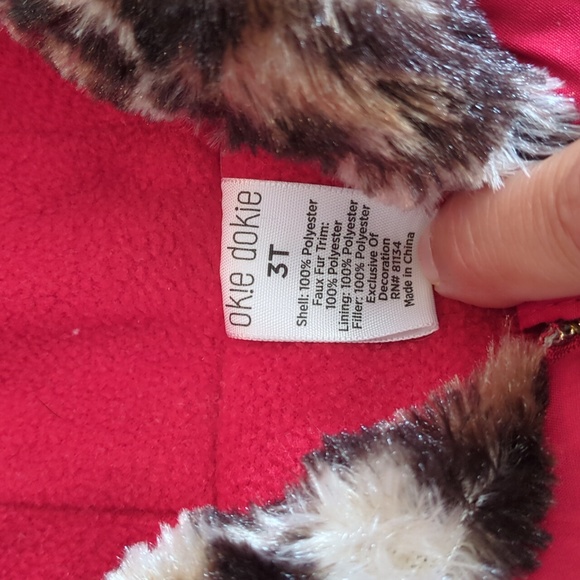 okie dokie
3T
Shell: 100% Polyester
Faux Fur Trim:
100% Polyester
Lining: 100% Polyester
Filler: 100% Polyester
Exclusive Of
Decoration
RN# 81134
Made in China